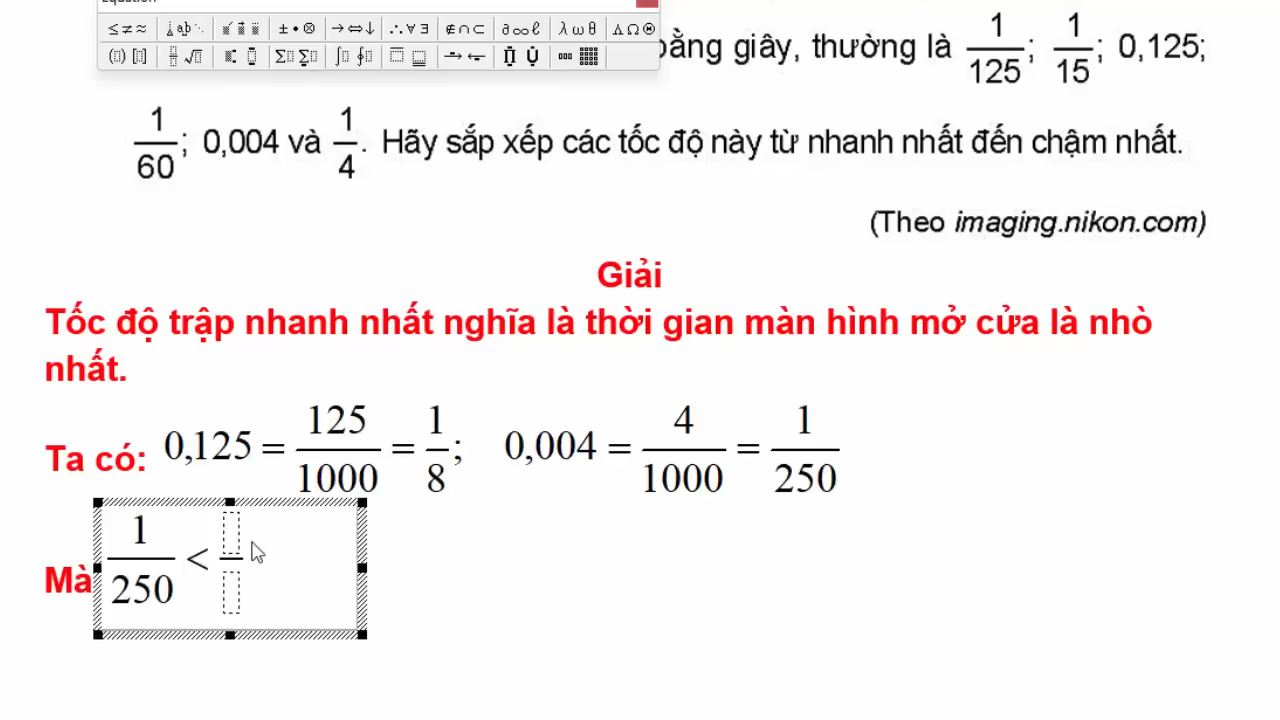 bằng giây, thường là 1/125; 1/15; 0,125;
1/60; 0,004 và 1/4. Hãy sắp xếp các tốc độ này từ nhanh nhất đến chậm nhất.
(Theo imaging.nikon.com)
Giải
Tốc độ trập nhanh nhất nghĩa là thời gian màn hình mở cửa là nhò
nhất.
Ta có: 0,125 = 125/1000 = 1/8; 0,004 = 4/1000 = 1/250
Mà 1/250 <